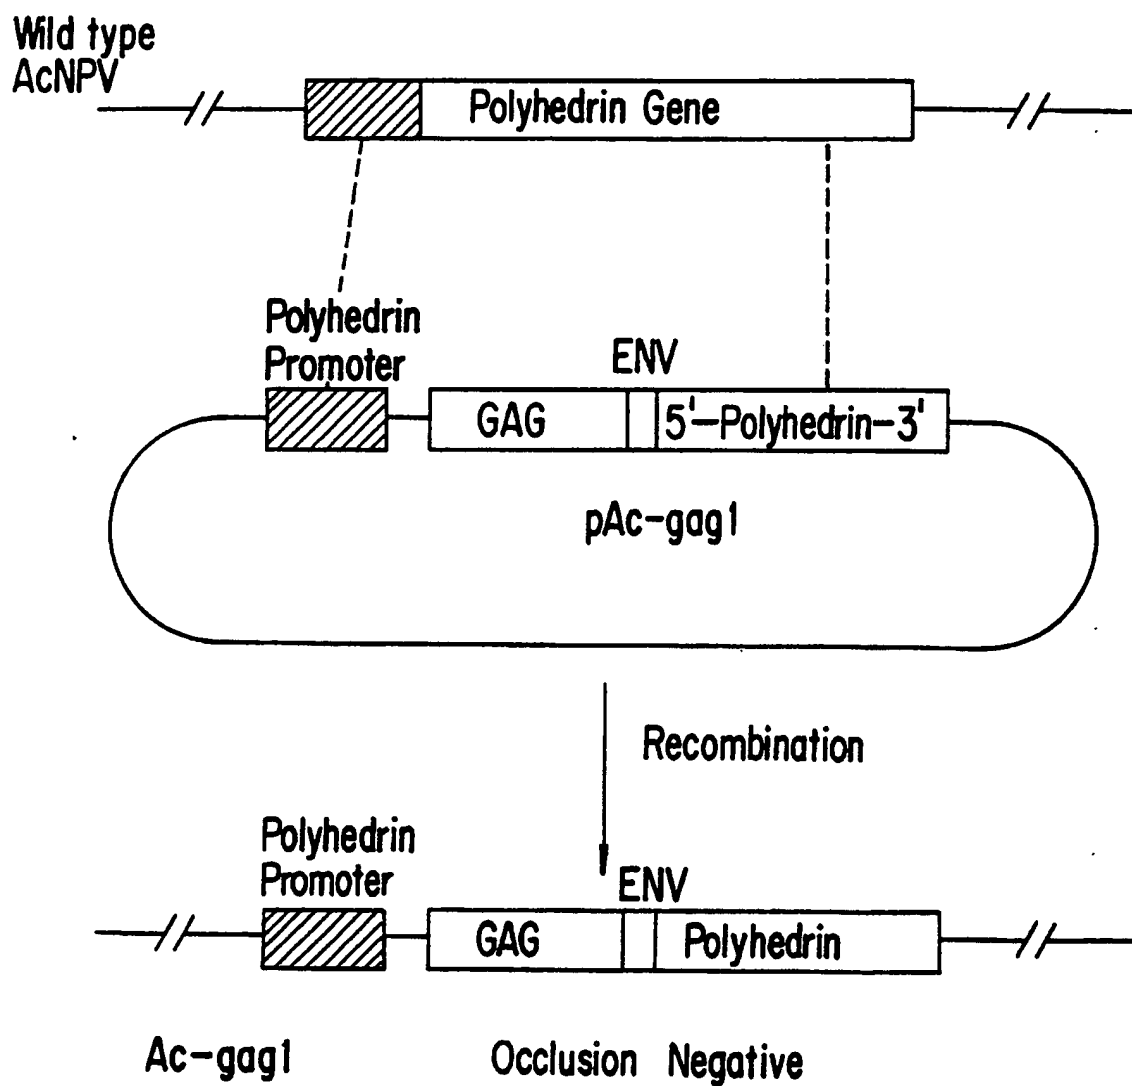 Wild type
AcNPV
Polyhedrin Gene
Polyhedrin
Promoter
ENV
GAG
5'-Polyhedrin-3'
pAc-gag1
Recombination
Polyhedrin
Promoter
ENV
GAG
Polyhedrin
Ac-gag1
Occlusion Negative